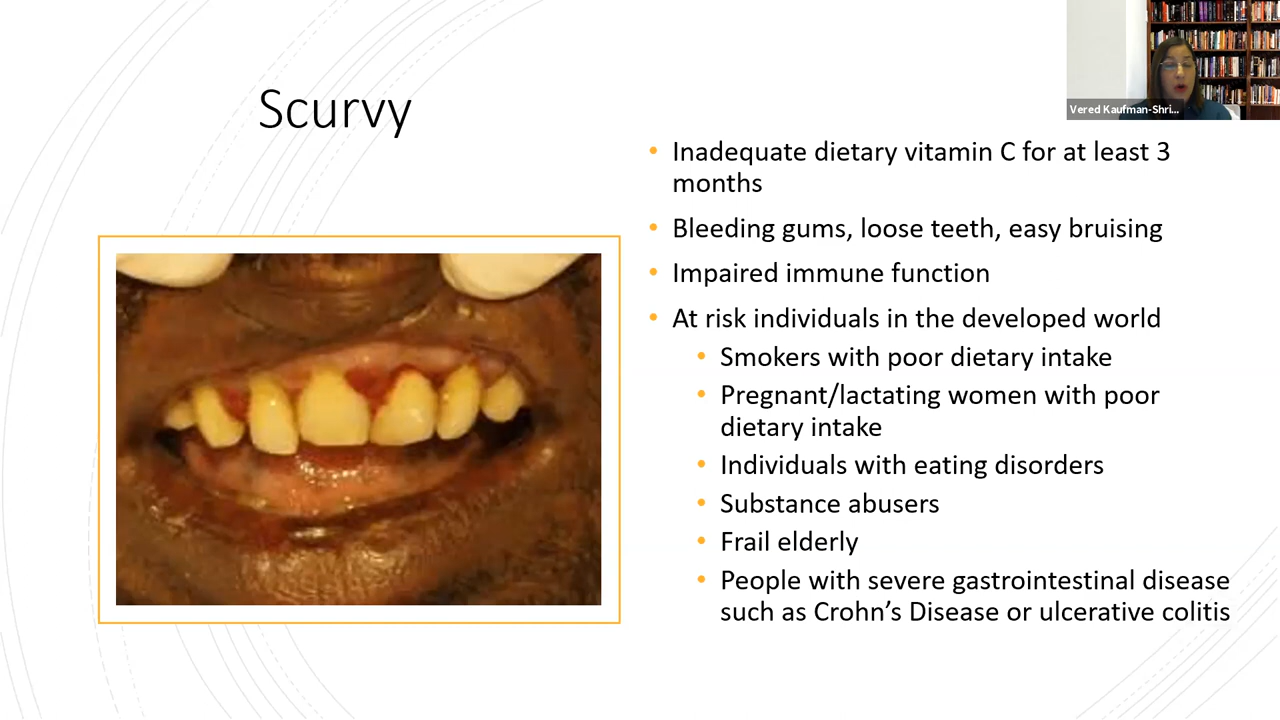 Scurvy
Vered Kaufman-Shri...
Inadequate dietary vitamin C for at least 3
months
Bleeding gums, loose teeth, easy bruising
Impaired immune function
At risk individuals in the developed world
Smokers with poor dietary intake
Pregnant/lactating women with poor
dietary intake
Individuals with eating disorders
Substance abusers
Frail elderly
People with severe gastrointestinal disease
such as Crohn’s Disease or ulcerative colitis